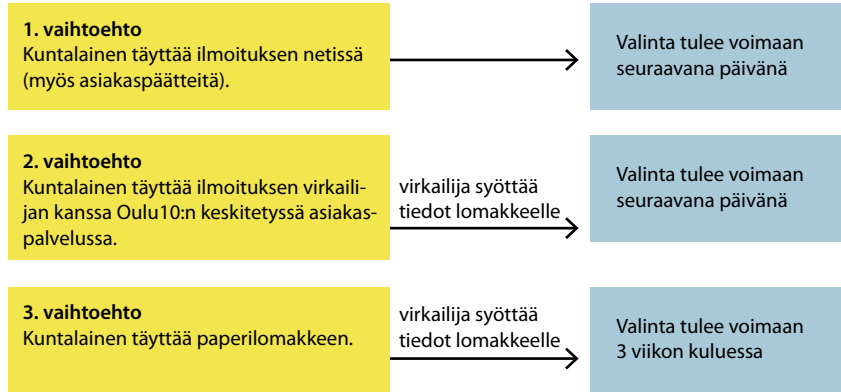 1. vaihtoehto
Kuntalainen täyttää ilmoituksen netissä
(myös asiakaspäätteitä).
Valinta tulee voimaan
seuraavana päivänä
2. vaihtoehto
Kuntalainen täyttää ilmoituksen virkaili-
jan kanssa Oulu10:n keskitetyssä asiakas-
palvelussa.
virkailija syöttää
tiedot lomakkeelle
Valinta tulee voimaan
seuraavana päivänä
3. vaihtoehto
Kuntalainen täyttää paperilomakkeen.
virkailija syöttää
tiedot lomakkeelle
Valinta tulee voimaan
3 viikon kuluessa